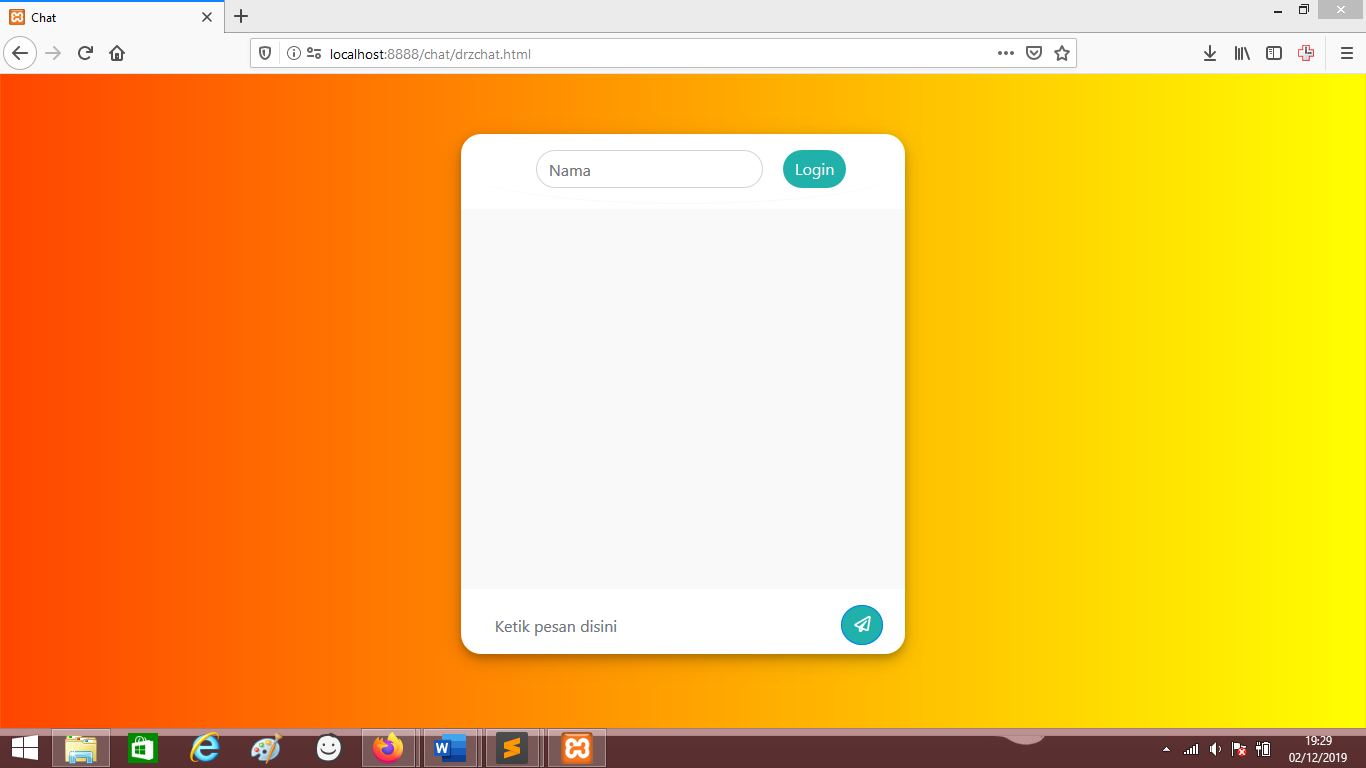 Chat
localhost:8888/chat/drzchat.html
Nama
Login
Ketik pesan disini
19:29
02/12/2019